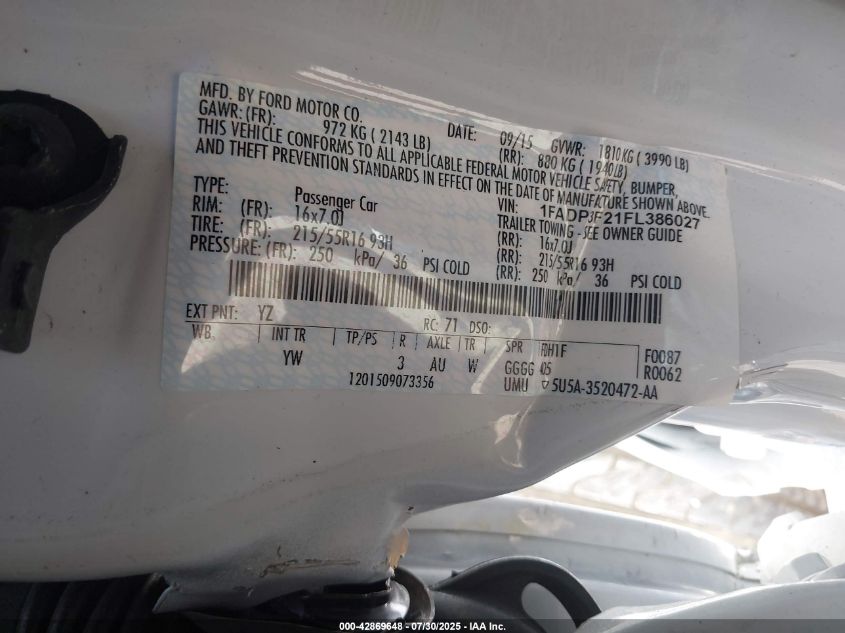 MFD. BY FORD MOTOR CO. DATE: 09/15 GVWR: 1810KG ( 3990 LB)
GAWR: (FR): 972 KG ( 2143 LB) (RR): 880 KG ( 1940LB)
THIS VEHICLE CONFORMS TO ALL APPLICABLE FEDERAL MOTOR VEHICLE SAFETY, BUMPER,
AND THEFT PREVENTION STANDARDS IN EFFECT ON THE DATE OF MANUFACTURE SHOWN ABOVE.
VIN: 1FADP3F21FL386027
TYPE: Passenger Car TRAILER TOWING - SEE OWNER GUIDE
RIM: (FR): 16x7.0J (RR): 16x7.0J
TIRE: (FR): 215/55R16 93H (RR): 215/55R16 93H
PRESSURE: (FR): 250 kPa/ 36 PSI COLD (RR): 250 kPa/ 36 PSI COLD
EXT PNT: YZ RC: 71 DSO:
WB INT TR TP/PS R AXLE TR SPR F0087
YW 3 AU W GGGG R0062
1201509073356 UMU ▽5U5A-3520472-AA
000-42869648 - 07/30/2025 - IAA, Inc.